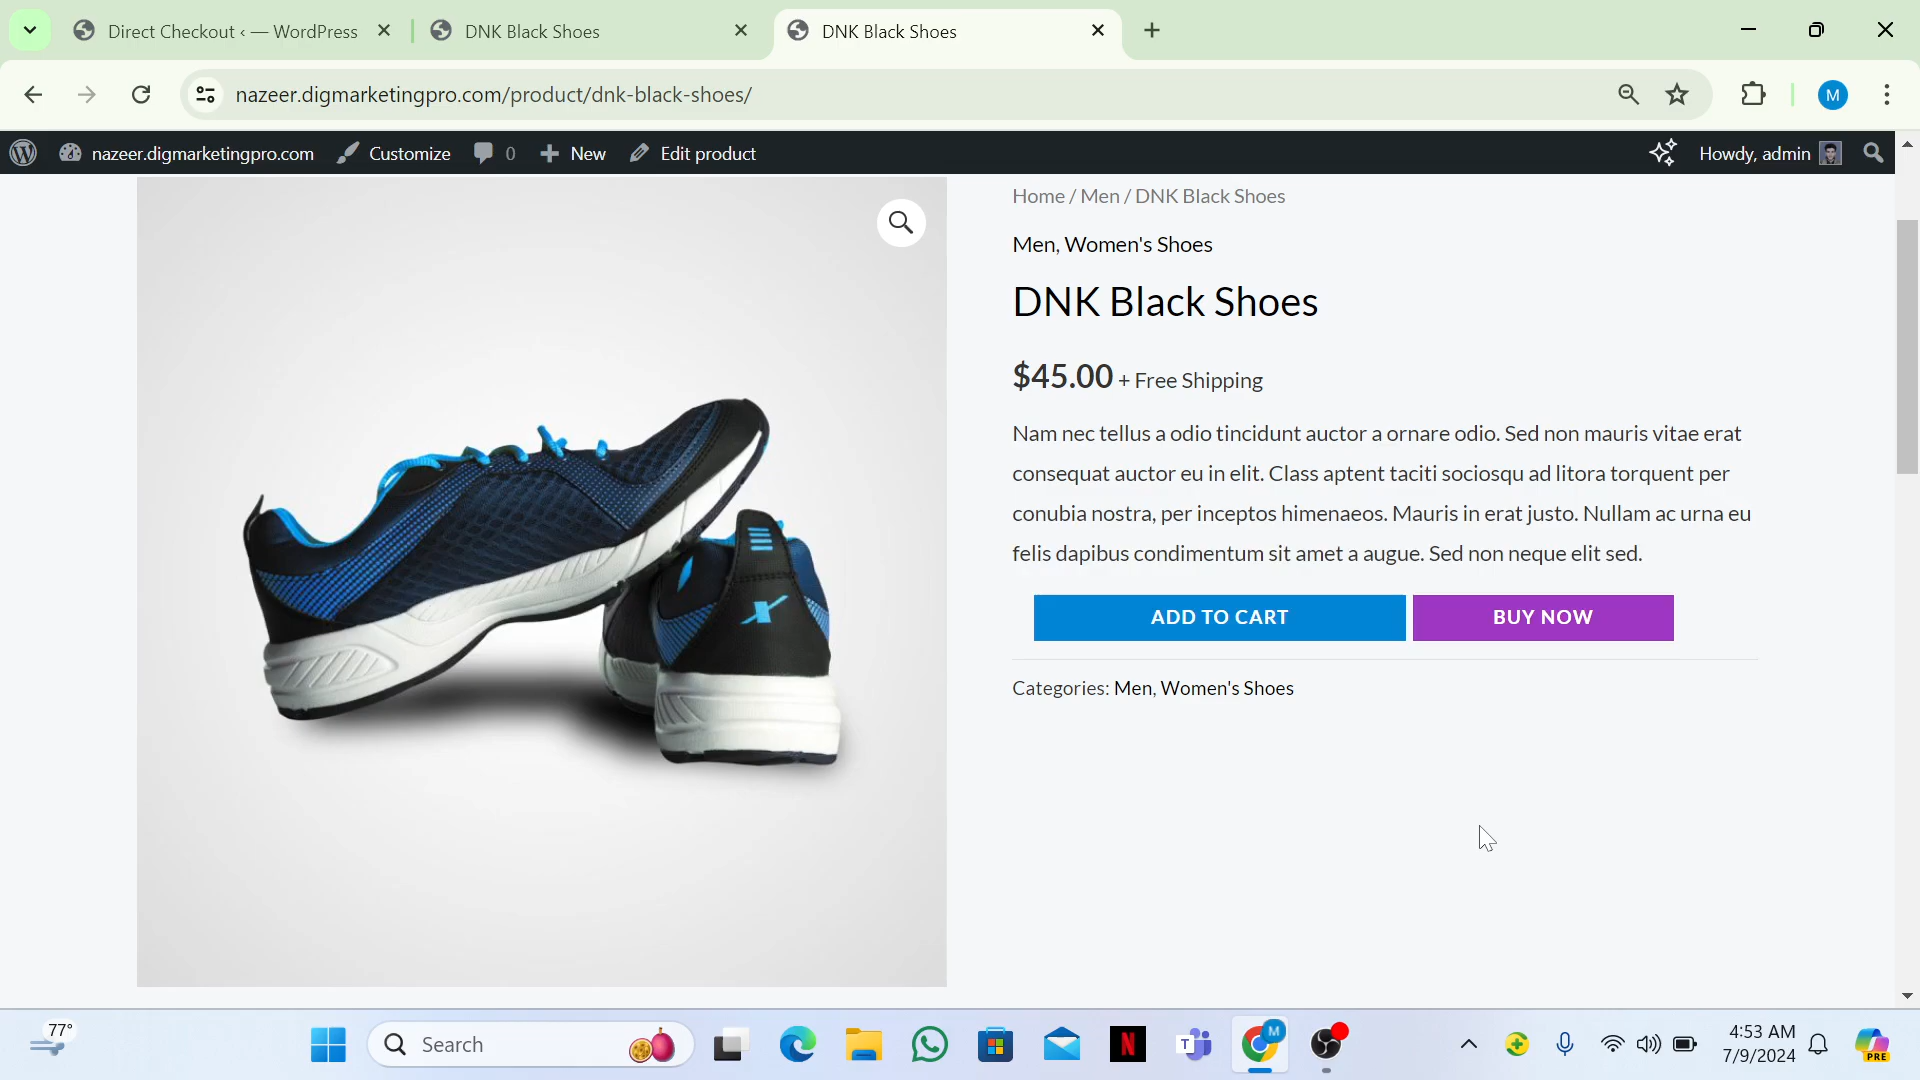 Direct Checkout ‹ — WordPress
DNK Black Shoes
DNK Black Shoes
nazeer.digmarketingpro.com/product/dnk-black-shoes/
M
nazeer.digmarketingpro.com
Customize
0
New
Edit product
Howdy, admin
Home / Men / DNK Black Shoes
Men, Women's Shoes
DNK Black Shoes
$45.00 + Free Shipping
Nam nec tellus a odio tincidunt auctor a ornare odio. Sed non mauris vitae erat
consequat auctor eu in elit. Class aptent taciti sociosqu ad litora torquent per
conubia nostra, per inceptos himenaeos. Mauris in erat justo. Nullam ac urna eu
felis dapibus condimentum sit amet a augue. Sed non neque elit sed.
ADD TO CART
BUY NOW
Categories: Men, Women's Shoes
77°
Search
N
T
M
4:53 AM
7/9/2024
PRE